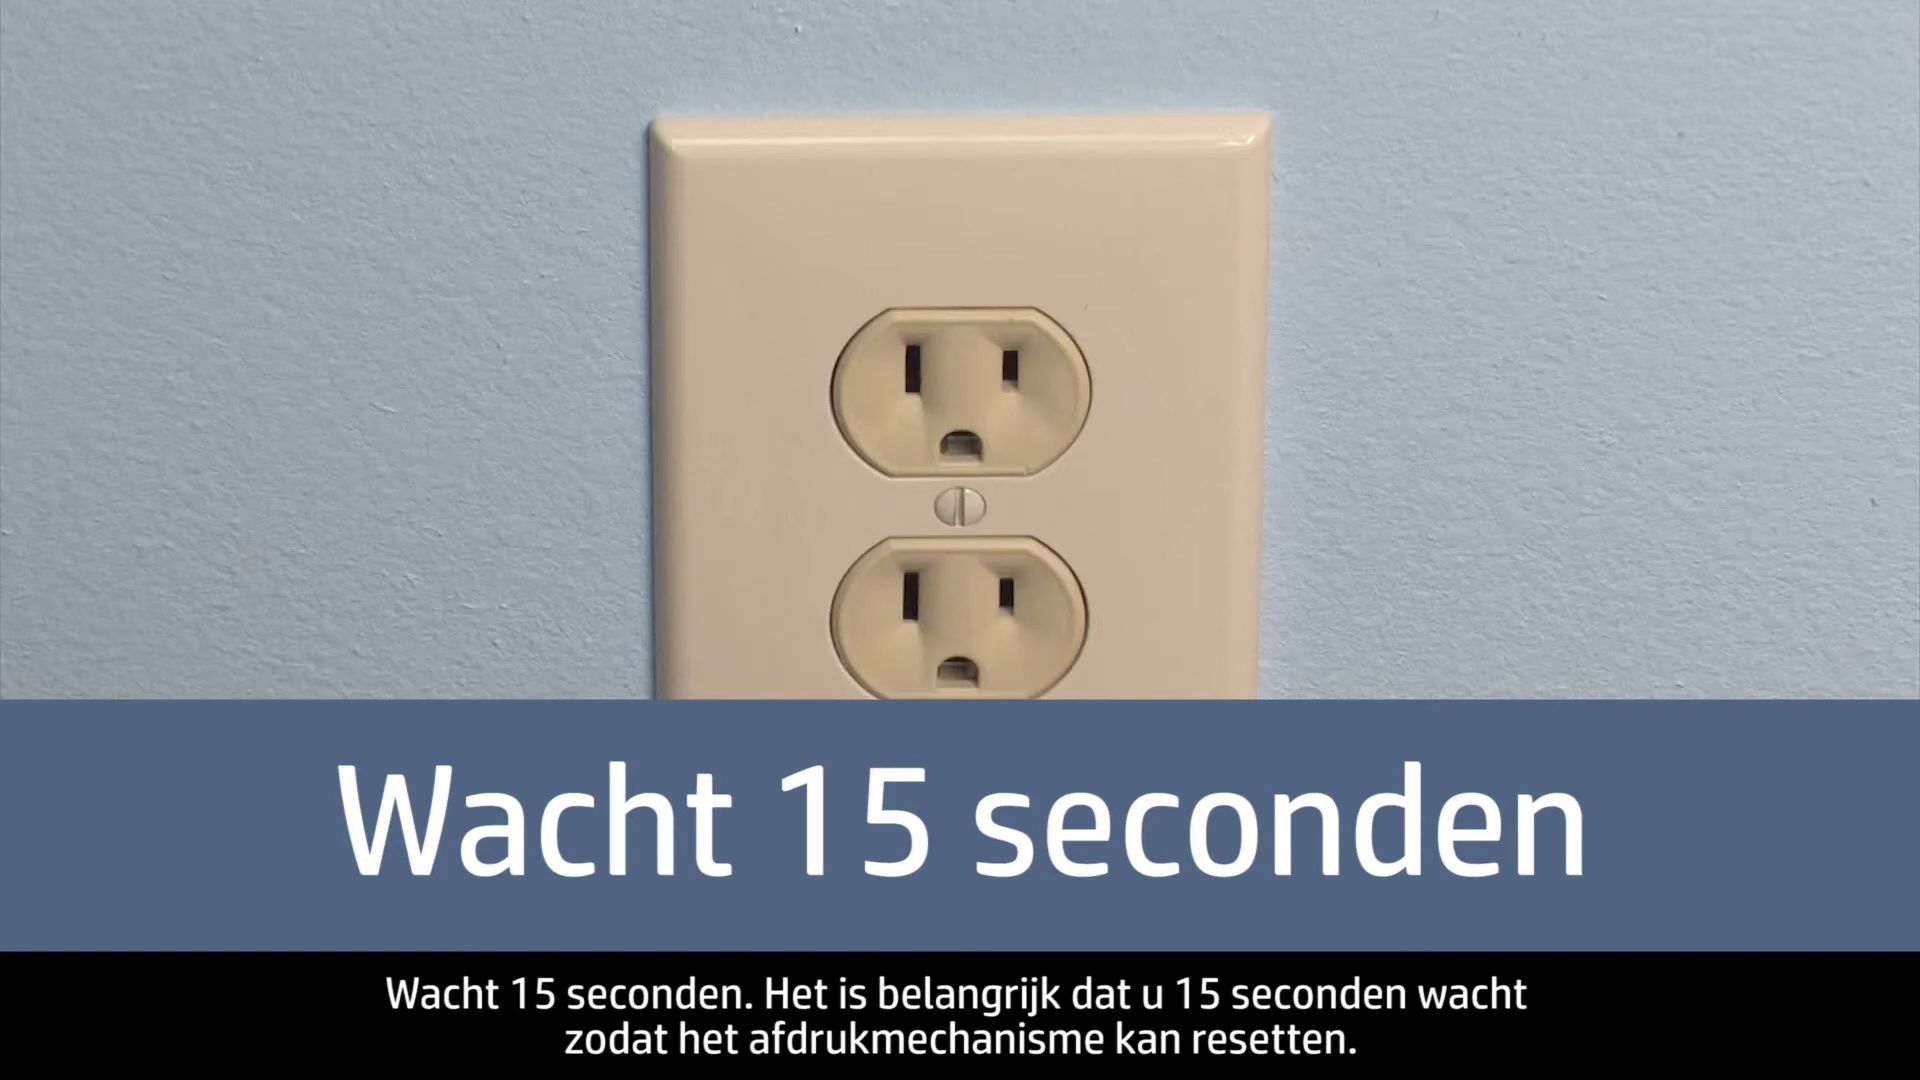 Wacht 15 seconden
Wacht 15 seconden. Het is belangrijk dat u 15 seconden wacht
zodat het afdrukmechanisme kan resetten.